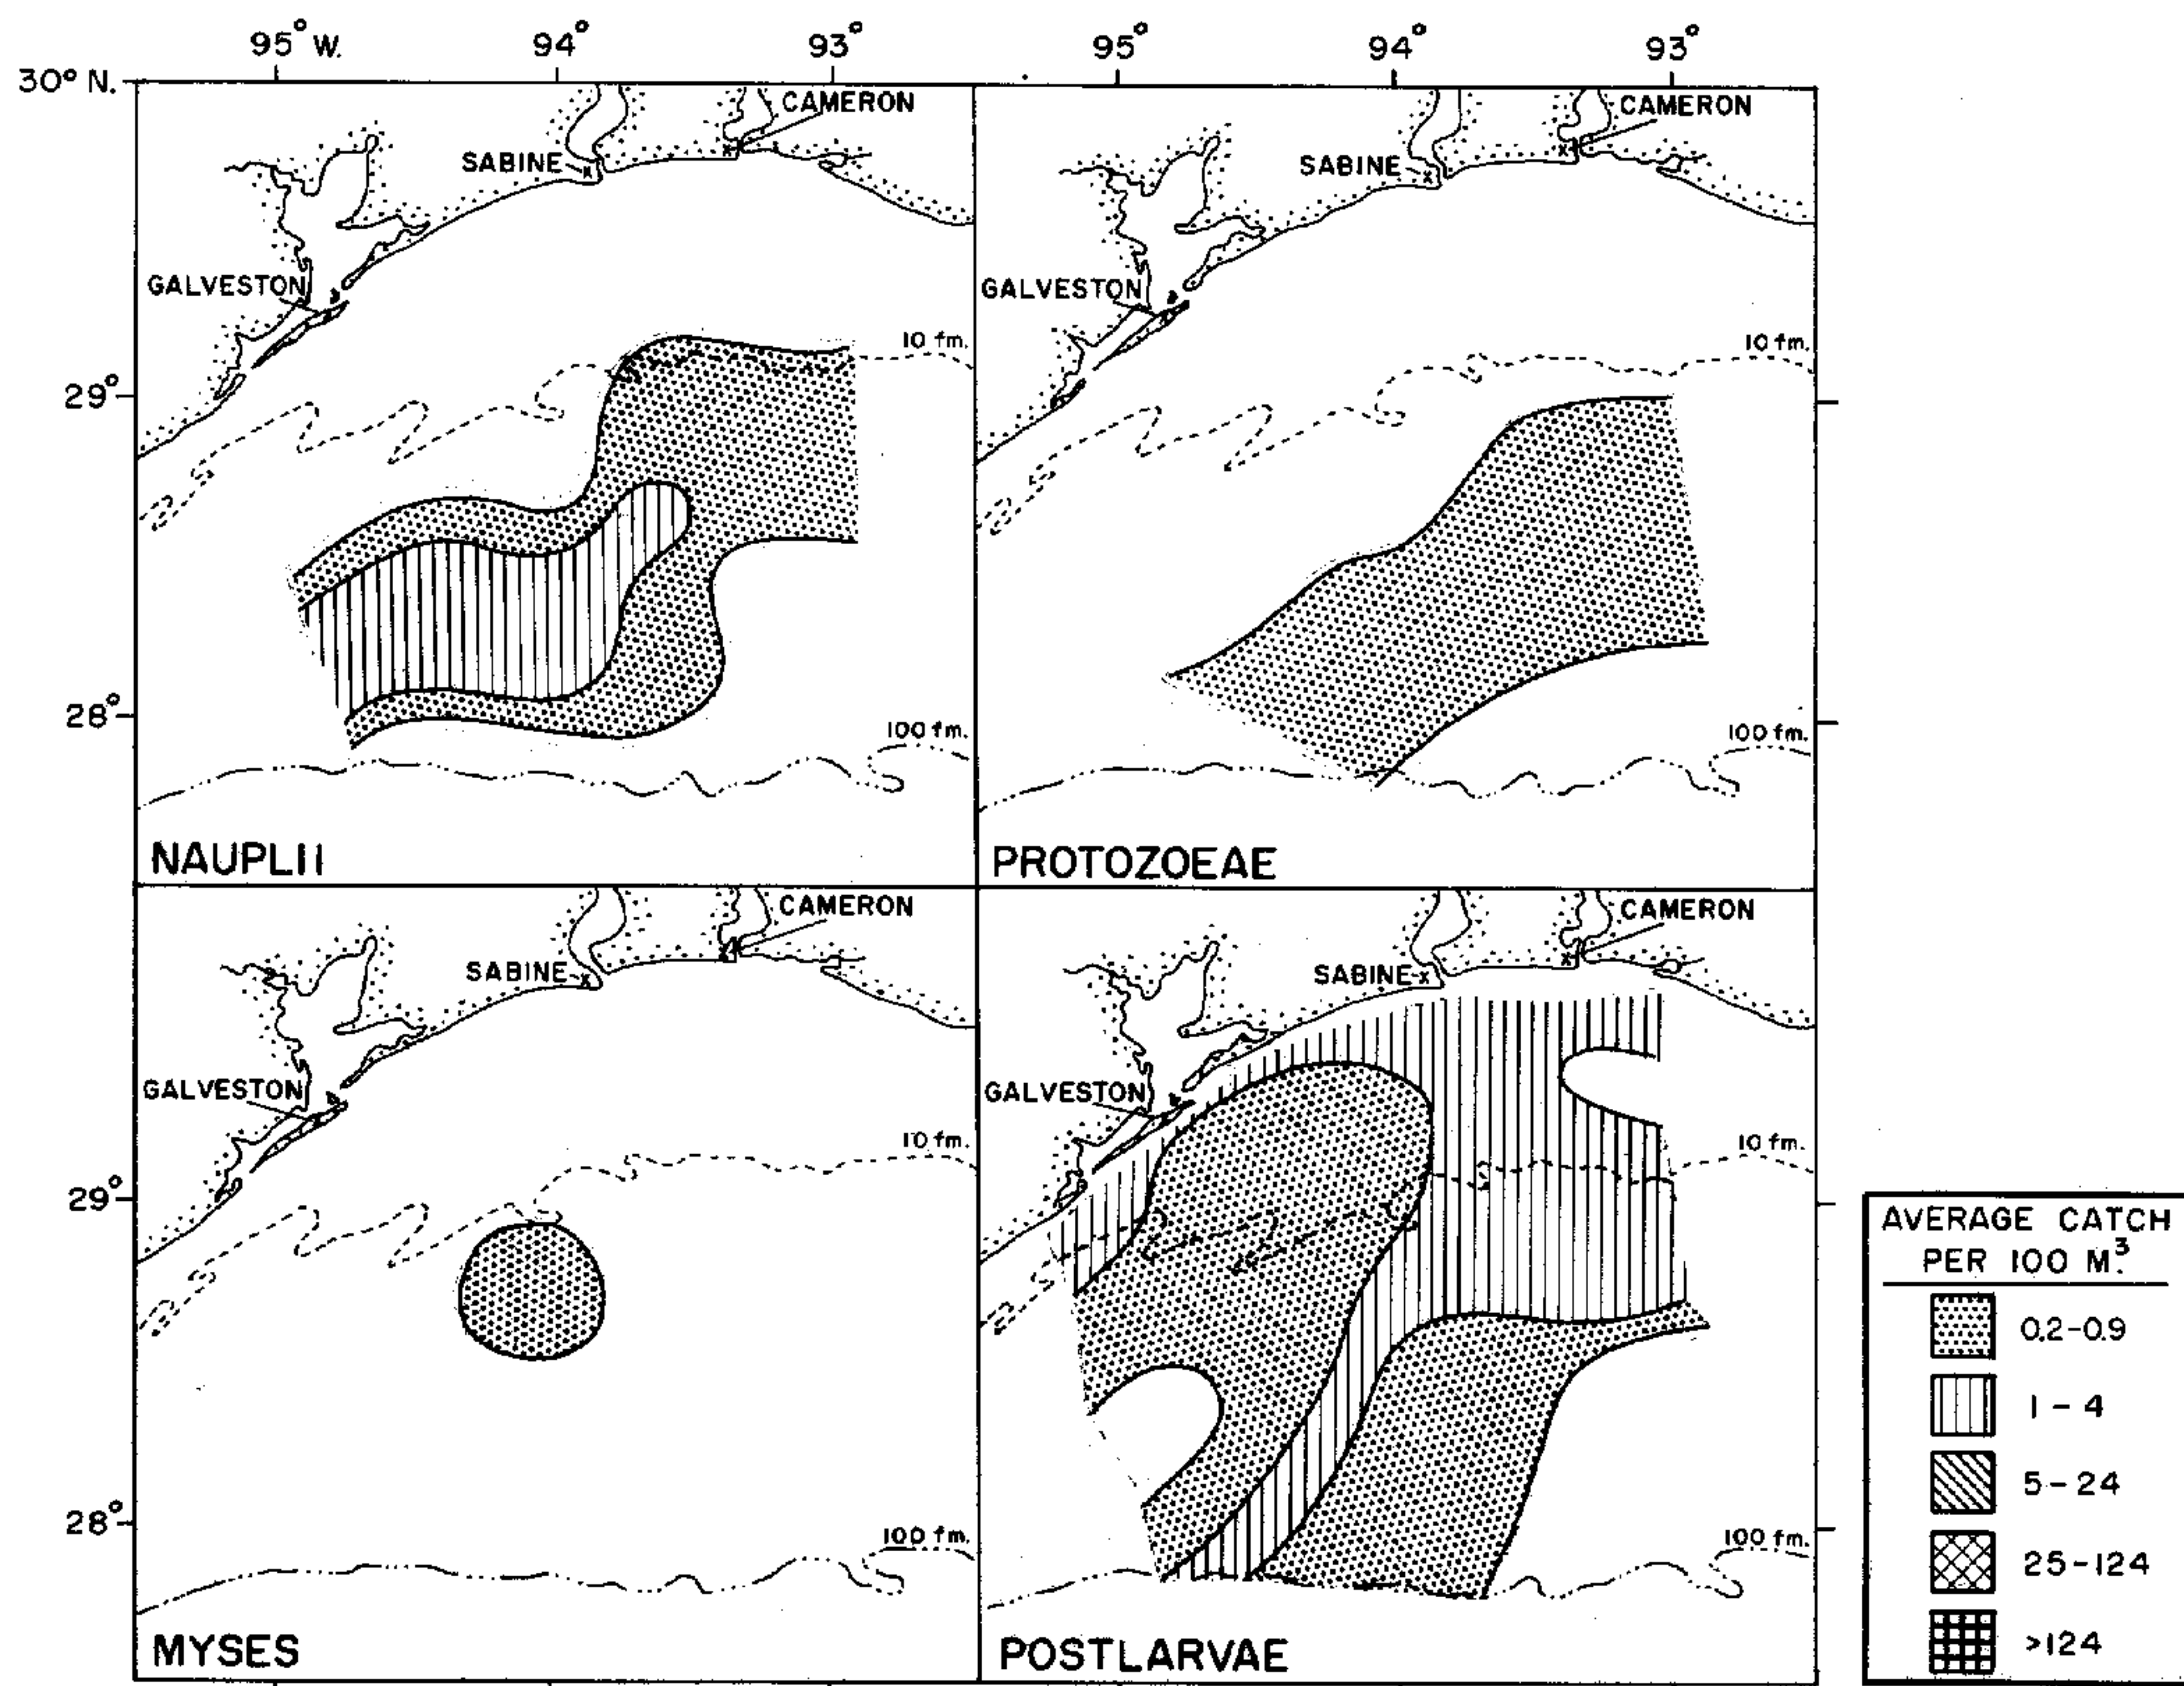 95° W. 94° 93° 95° 94° 93°
30° N.
CAMERON CAMERON
SABINE SABINE
GALVESTON GALVESTON
10 fm. 10 fm.
29°
28°
100 fm. 100 fm.
NAUPLII PROTOZOEAE
CAMERON CAMERON
SABINE SABINE
GALVESTON GALVESTON
10 fm. 10 fm.
29°
28°
100 fm. 100 fm.
MYSES POSTLARVAE
AVERAGE CATCH
PER 100 M³.
0.2-0.9
1-4
5-24
25-124
>124